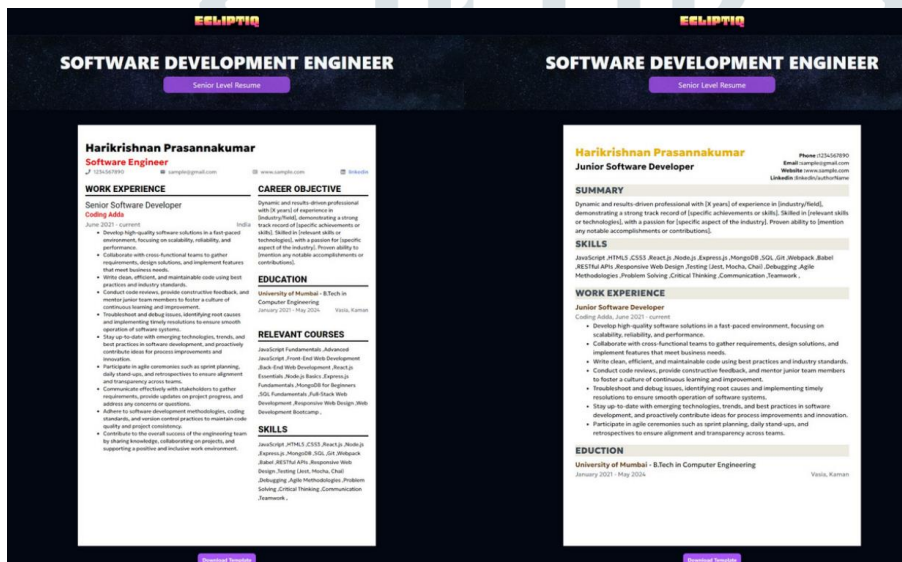 ECLIPTIQ
SOFTWARE DEVELOPMENT ENGINEER
Senior Level Resume
Harikrishnan Prasannakumar
Software Engineer
1234567890 sample@gmail.com www.sample.com linkedin
WORK EXPERIENCE
Senior Software Developer
Coding Adda
June 2021 - current India
• Develop high-quality software solutions in a fast-paced
environment, focusing on scalability, reliability, and
performance.
• Collaborate with cross-functional teams to gather
requirements, design solutions, and implement features
that meet business needs.
• Write clean, efficient, and maintainable code using best
practices and industry standards.
• Conduct code reviews, provide constructive feedback, and
mentor junior team members to foster a culture of
continuous learning and improvement.
• Troubleshoot and debug issues, identifying root causes
and implementing timely resolutions to ensure smooth
operation of software systems.
• Stay up-to-date with emerging technologies, trends, and
best practices in software development, and proactively
contribute ideas for process improvements and
innovation.
• Participate in agile ceremonies such as sprint planning,
daily stand-ups, and retrospectives to ensure alignment
and transparency across teams.
• Communicate effectively with stakeholders to gather
requirements, provide updates on project progress, and
address any concerns or questions.
• Adhere to software development methodologies, coding
standards, and version control practices to maintain code
quality and project consistency.
• Contribute to the overall success of the engineering team
by sharing knowledge, collaborating on projects, and
supporting a positive and inclusive work environment.
CAREER OBJECTIVE
Dynamic and results-driven professional
with [X years] of experience in
[industry/field], demonstrating a strong
track record of [specific achievements or
skills]. Skilled in [relevant skills or
technologies], with a passion for [specific
aspect of the industry]. Proven ability to
[mention any notable accomplishments or
contributions].
EDUCATION
University of Mumbai - B.Tech in
Computer Engineering
January 2021 - May 2024 Vasia, Kaman
RELEVANT COURSES
JavaScript Fundamentals ,Advanced
JavaScript ,Front-End Web Development
,Back-End Web Development ,React.js
Essentials ,Node.js Basics ,Express.js
Fundamentals ,MongoDB for Beginners
,SQL Fundamentals ,Full-Stack Web
Development ,Responsive Web Design ,Web
Development Bootcamp ,
SKILLS
JavaScript ,HTML5 ,CSS3 ,React.js ,Node.js
,Express.js ,MongoDB ,SQL ,Git ,Webpack
,Babel ,RESTful APIs ,Responsive Web
Design ,Testing (Jest, Mocha, Chai)
,Debugging ,Agile Methodologies ,Problem
Solving ,Critical Thinking ,Communication
,Teamwork ,
Download Template
ECLIPTIQ
SOFTWARE DEVELOPMENT ENGINEER
Senior Level Resume
Harikrishnan Prasannakumar
Junior Software Developer
Phone :1234567890
Email :sample@gmail.com
Website :www.sample.com
Linkedin :linkedin/authorName
SUMMARY
Dynamic and results-driven professional with [X years] of experience in [industry/field],
demonstrating a strong track record of [specific achievements or skills]. Skilled in [relevant skills
or technologies], with a passion for [specific aspect of the industry]. Proven ability to [mention
any notable accomplishments or contributions].
SKILLS
JavaScript ,HTML5 ,CSS3 ,React.js ,Node.js ,Express.js ,MongoDB ,SQL ,Git ,Webpack ,Babel
,RESTful APIs ,Responsive Web Design ,Testing (Jest, Mocha, Chai) ,Debugging ,Agile
Methodologies ,Problem Solving ,Critical Thinking ,Communication ,Teamwork ,
WORK EXPERIENCE
Junior Software Developer
Coding Adda, June 2021 - current
• Develop high-quality software solutions in a fast-paced environment, focusing on
scalability, reliability, and performance.
• Collaborate with cross-functional teams to gather requirements, design solutions, and
implement features that meet business needs.
• Write clean, efficient, and maintainable code using best practices and industry standards.
• Conduct code reviews, provide constructive feedback, and mentor junior team members
to foster a culture of continuous learning and improvement.
• Troubleshoot and debug issues, identifying root causes and implementing timely
resolutions to ensure smooth operation of software systems.
• Stay up-to-date with emerging technologies, trends, and best practices in software
development, and proactively contribute ideas for process improvements and innovation.
• Participate in agile ceremonies such as sprint planning, daily stand-ups, and
retrospectives to ensure alignment and transparency across teams.
EDUCTION
University of Mumbai - B.Tech in Computer Engineering
January 2021 - May 2024 Vasia, Kaman
Download Template